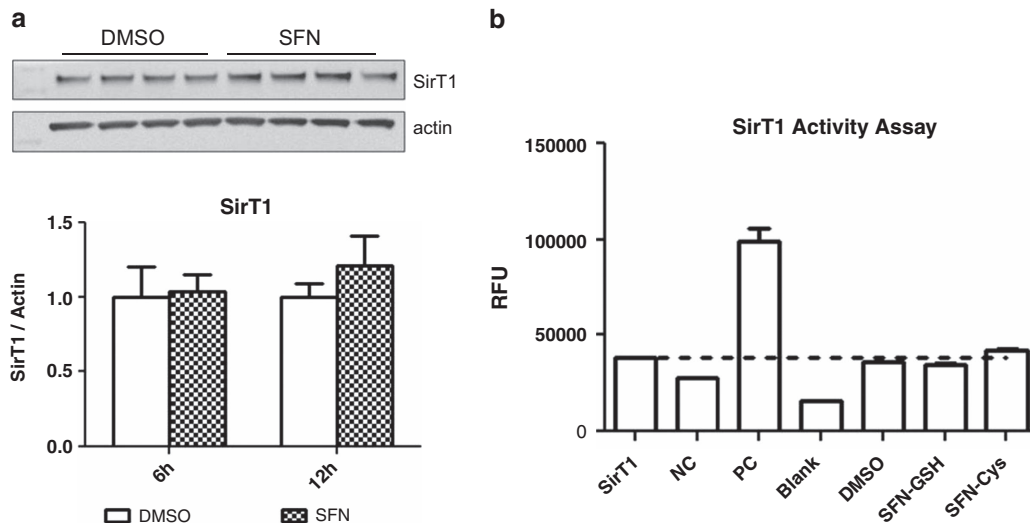 a
DMSO SFN
SirT1
actin
SirT1
1.5
1.0
0.5
0.0
SirT1 / Actin
6h 12h
DMSO SFN
b
SirT1 Activity Assay
150000
100000
50000
0
RFU
SirT1 NC PC Blank DMSO SFN-GSH SFN-Cys